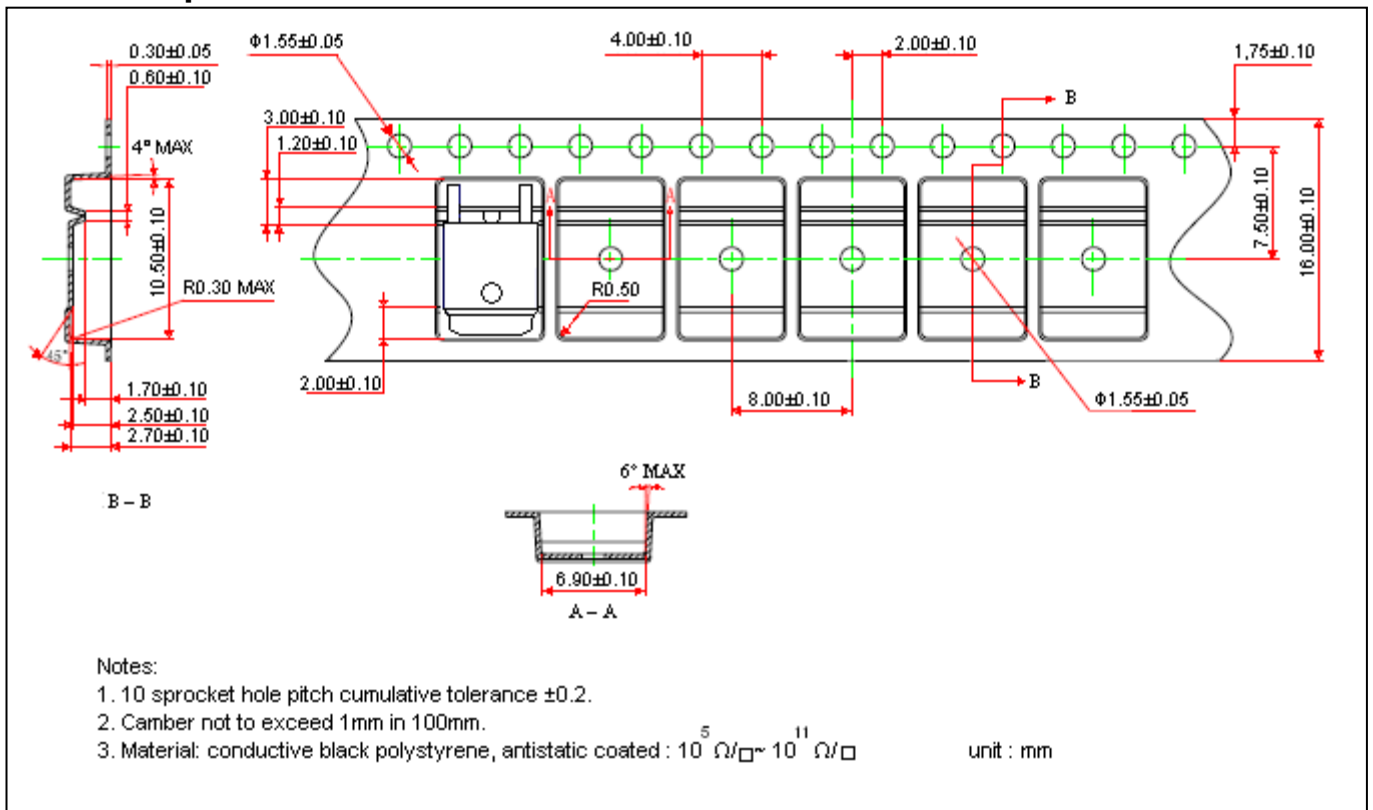 0.30±0.05
Φ1.55±0.05
4.00±0.10
2.00±0.10
1,75±0.10
0.60±0.10
B
3.00±0.10
1.20±0.10
4° MAX
A
A
10.50±0.10
7.50±0.10
16.00±0.10
R0.30 MAX
R0.50
45°
2.00±0.10
B
1.70±0.10
8.00±0.10
Φ1.55±0.05
2.50±0.10
2.70±0.10
6° MAX
B – B
6.90±0.10
A – A
Notes:
1. 10 sprocket hole pitch cumulative tolerance ±0.2.
2. Camber not to exceed 1mm in 100mm.
3. Material: conductive black polystyrene, antistatic coated : 10⁵ Ω/□~ 10¹¹ Ω/□ unit : mm